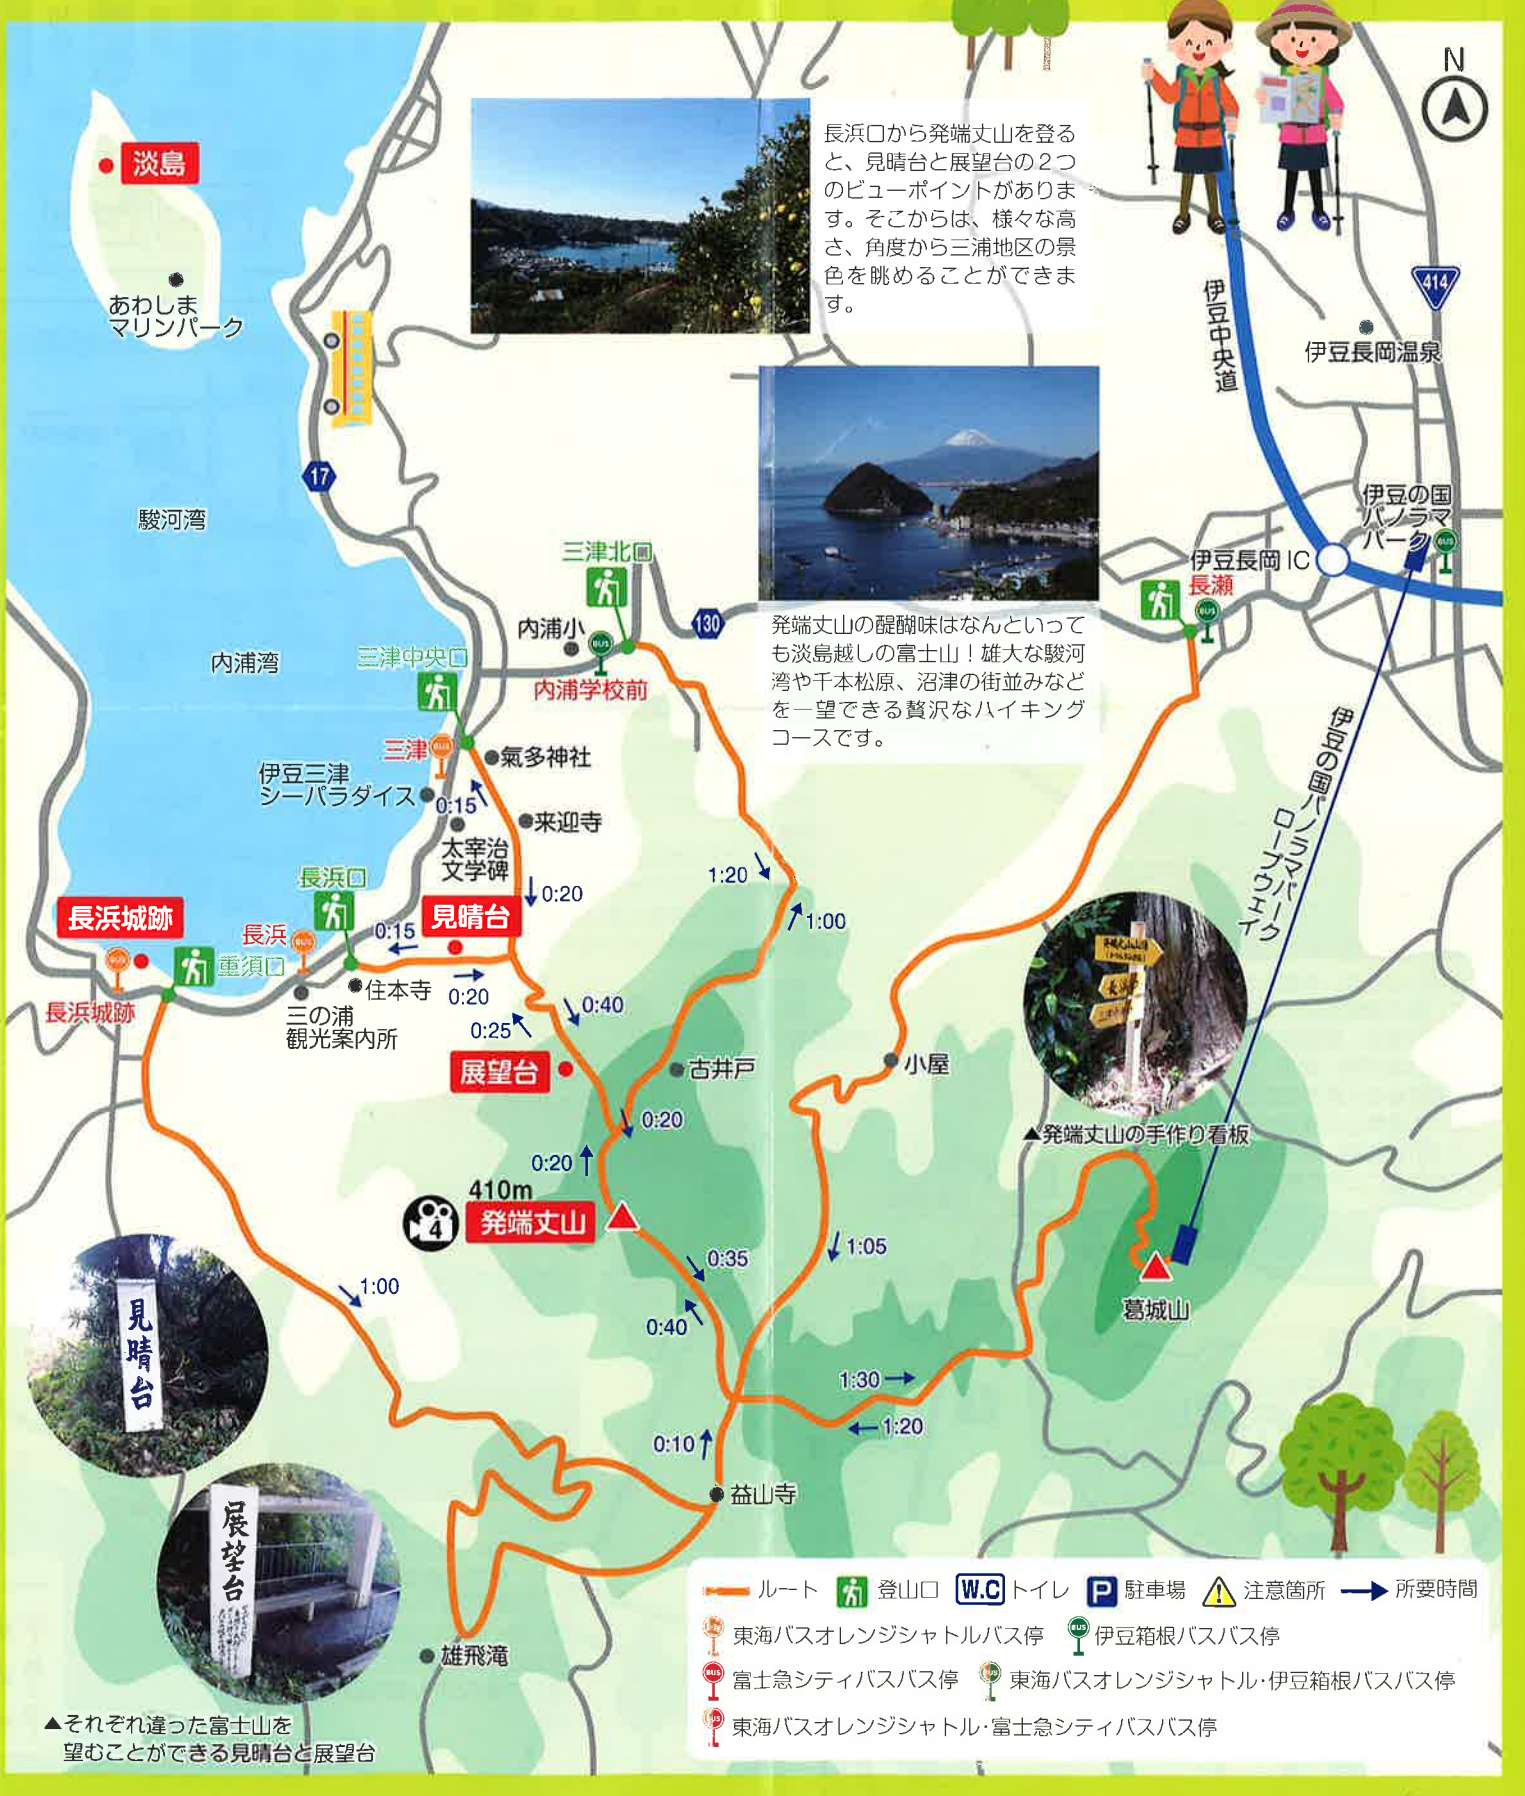 N
淡島
あわしま
マリンパーク
長浜口から発端丈山を登る
と、見晴台と展望台の２つ
のビューポイントがありま
す。そこからは、様々な高
さ、角度から三浦地区の景
色を眺めることができま
す。
伊豆中央道
414
伊豆長岡温泉
17
駿河湾
伊豆の国
パノラマ
パーク
BUS
伊豆長岡 IC
長瀬
BUS
三津北口
内浦小
BUS
内浦学校前
130
発端丈山の醍醐味はなんといって
も淡島越しの富士山！雄大な駿河
湾や千本松原、沼津の街並みなど
を一望できる贅沢なハイキング
コースです。
内浦湾
三津中央口
三津
BUS
氣多神社
伊豆三津
シーパラダイス
0:15
来迎寺
太宰治
文学碑
伊豆の国パノラマパーク
ロープウェイ
1:20
0:20
1:00
長浜口
長浜城跡
見晴台
長浜
BUS
0:15
BUS
重須口
住本寺
0:20
長浜城跡
三の浦
観光案内所
0:40
0:25
展望台
古井戸
小屋
0:20
▲発端丈山の手作り看板
0:20
410m
4
発端丈山
0:35
1:05
1:00
0:40
葛城山
見晴台
1:30
1:20
0:10
益山寺
展望台
雄飛滝
▲それぞれ違った富士山を
望むことができる見晴台と展望台
ルート
登山口
W.C トイレ
P 駐車場
! 注意箇所
所要時間
BUS 東海バスオレンジシャトルバス停
BUS 伊豆箱根バスバス停
BUS 富士急シティバスバス停
BUS 東海バスオレンジシャトル・伊豆箱根バスバス停
BUS 東海バスオレンジシャトル・富士急シティバスバス停